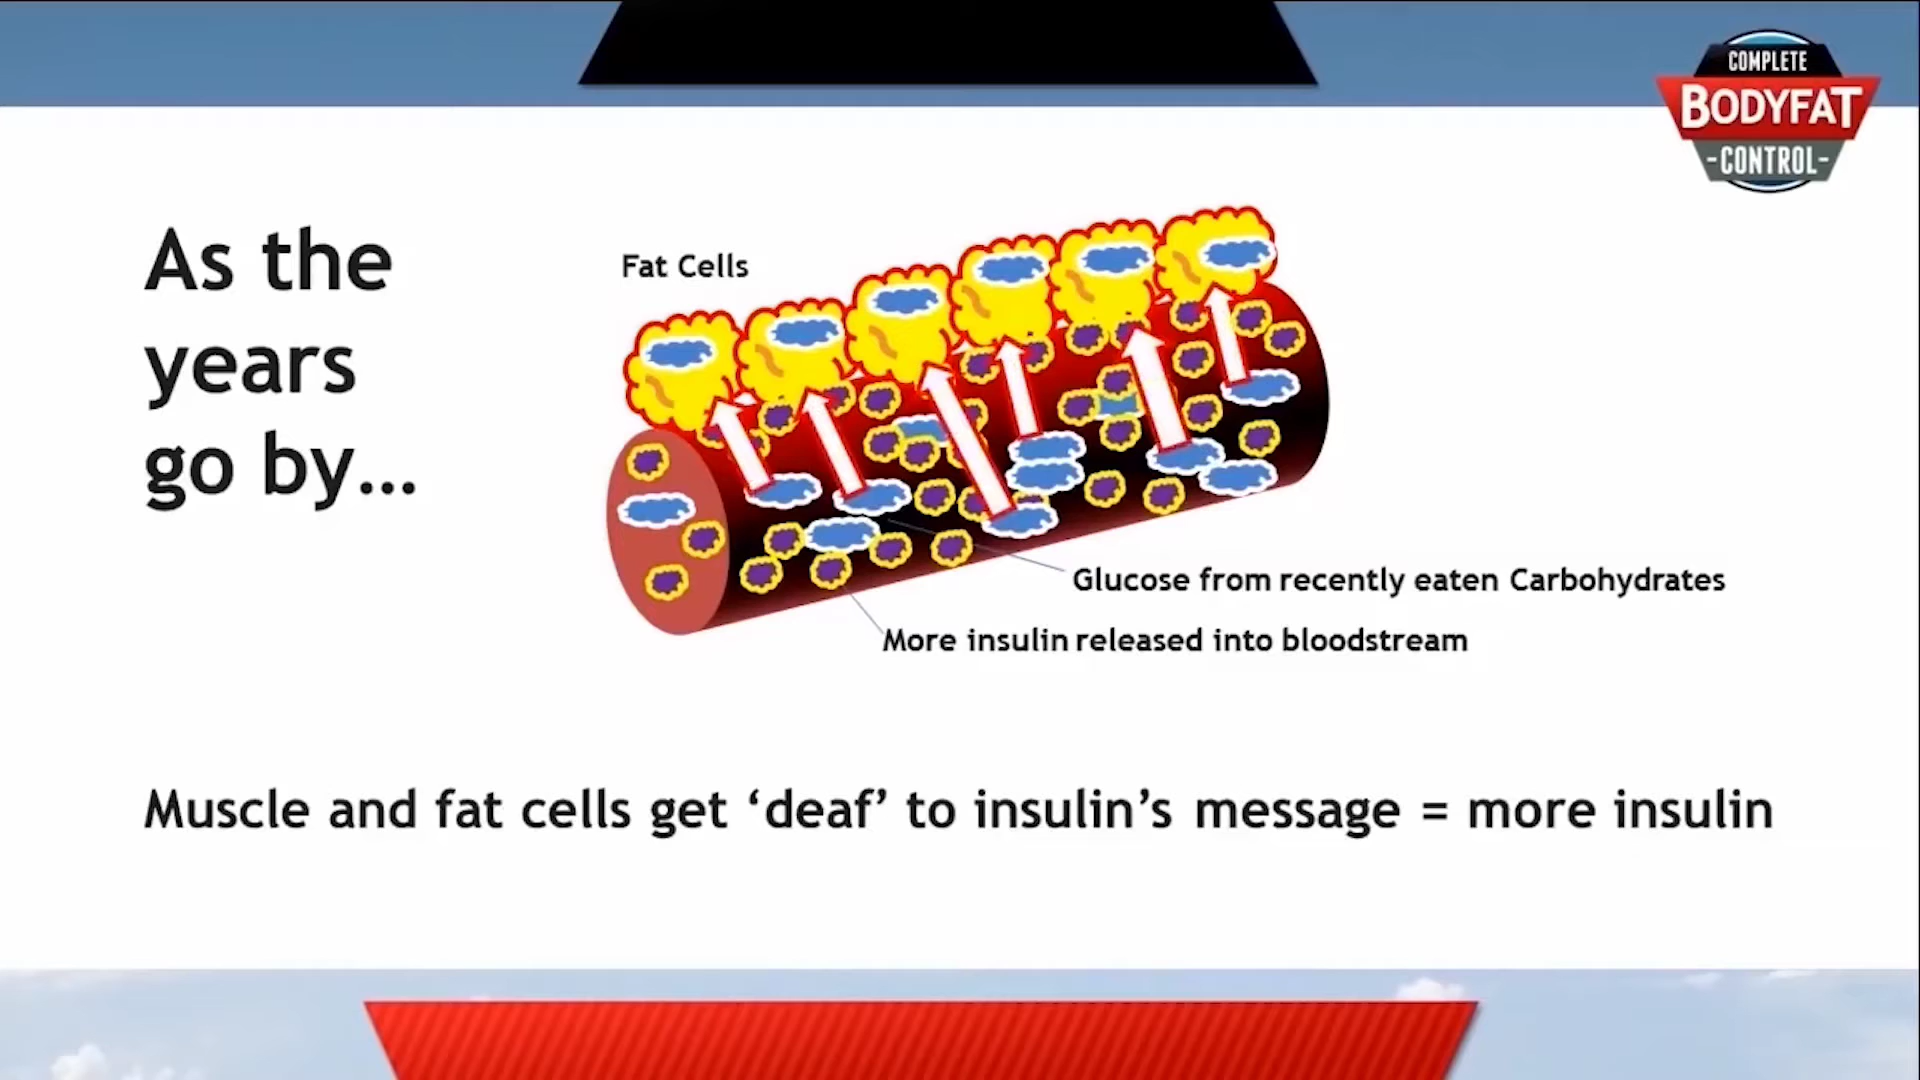 COMPLETE
BODYFAT
-CONTROL-
As the
years
go by...
Fat Cells
Glucose from recently eaten Carbohydrates
More insulin released into bloodstream
Muscle and fat cells get ‘deaf’ to insulin’s message = more insulin